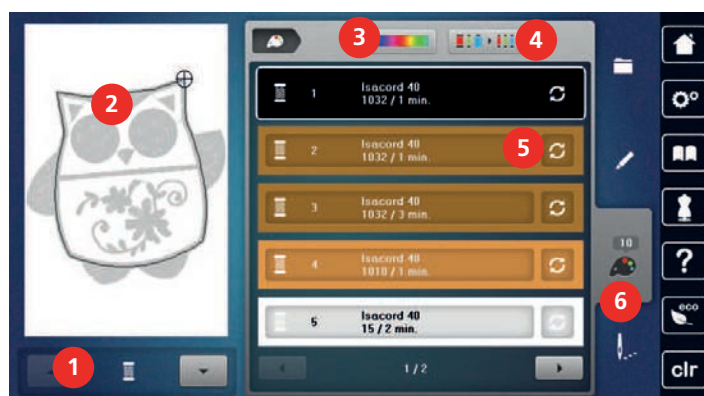 3
4
2
1
Isacord 40
1032 / 1 min.
2
Isacord 40
1032 / 1 min.
5
3
Isacord 40
1032 / 3 min.
10
4
Isacord 40
1010 / 1 min.
6
5
Isacord 40
15 / 2 min.
1
1/2
?
eco
clr